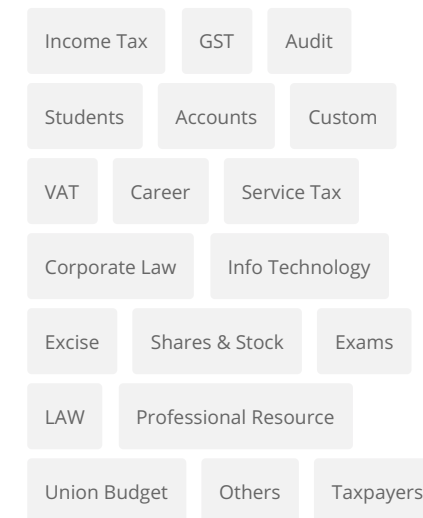 Income Tax GST Audit
Students Accounts Custom
VAT Career Service Tax
Corporate Law Info Technology
Excise Shares & Stock Exams
LAW Professional Resource
Union Budget Others Taxpayers